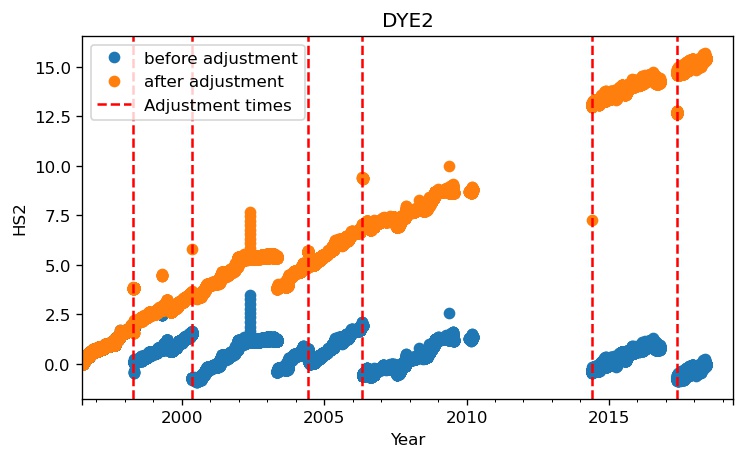 DYE2
before adjustment
after adjustment
Adjustment times
15.0
12.5
10.0
7.5
5.0
2.5
0.0
HS2
2000
2005
2010
2015
Year